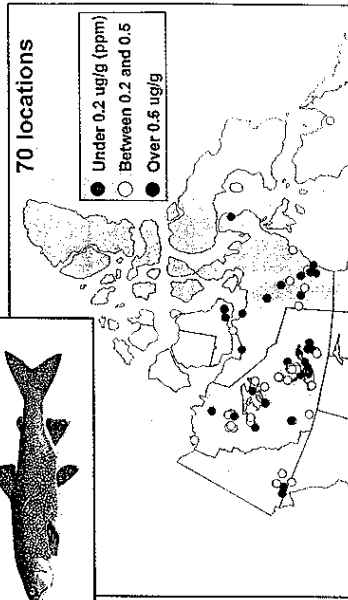 70 locations
Under 0.2 ug/g (ppm)
Between 0.2 and 0.5
Over 0.5 ug/g